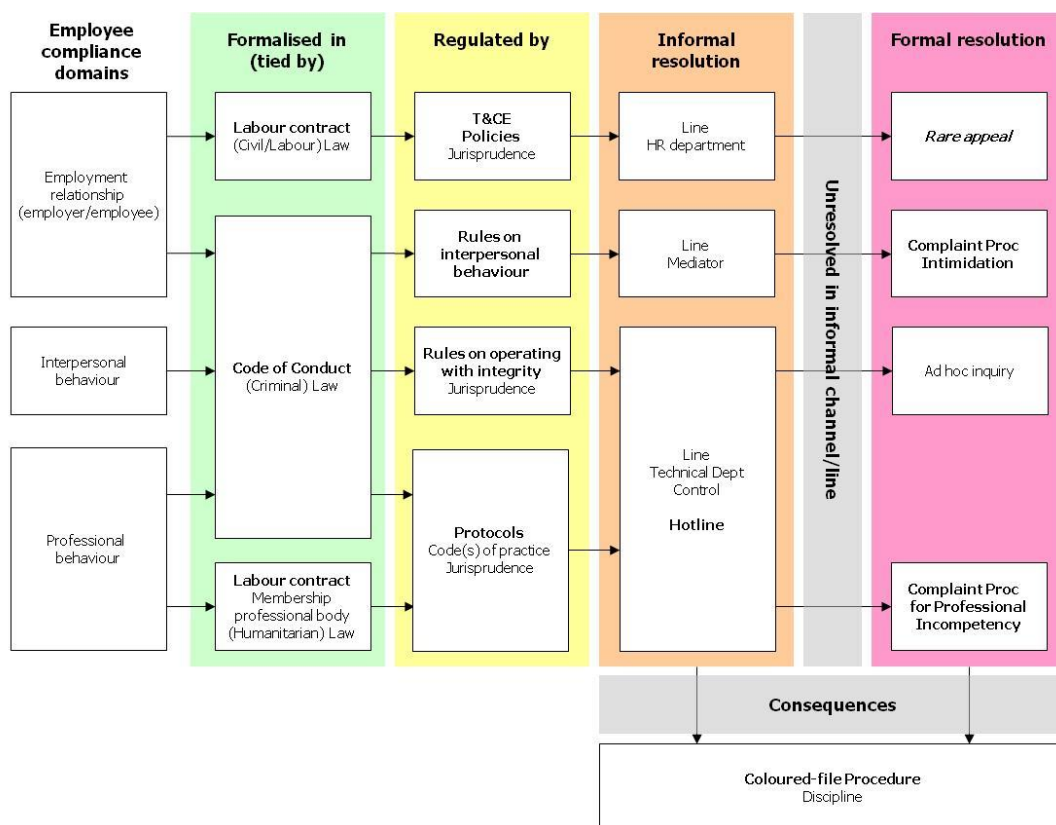 Employee
compliance
domains
Formalised in
(tied by)
Regulated by
Informal
resolution
Formal resolution
Employment
relationship
(employer/employee)
Labour contract
(Civil/Labour) Law
T&CE
Policies
Jurisprudence
Line
HR department
Rare appeal
Code of Conduct
(Criminal) Law
Rules on
interpersonal
behaviour
Line
Mediator
Complaint Proc
Intimidation
Interpersonal
behaviour
Rules on operating
with integrity
Jurisprudence
Line
Technical Dept
Control
Hotline
Ad hoc inquiry
Professional
behaviour
Protocols
Code(s) of practice
Jurisprudence
Labour contract
Membership
professional body
(Humanitarian) Law
Complaint Proc
for Professional
Incompetency
Unresolved in informal channel/line
Consequences
Coloured-file Procedure
Discipline